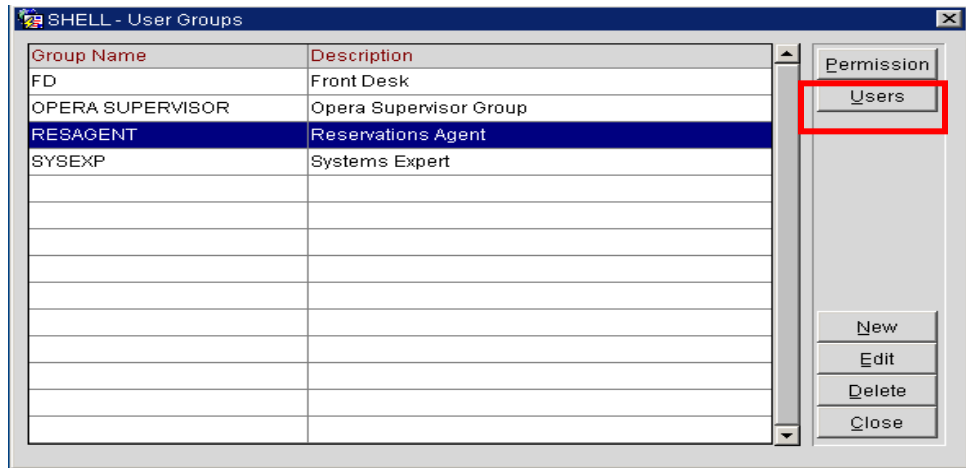 SHELL - User Groups
Group Name Description
FD Front Desk
OPERA SUPERVISOR Opera Supervisor Group
RESAGENT Reservations Agent
SYSEXP Systems Expert
Permission
Users
New
Edit
Delete
Close